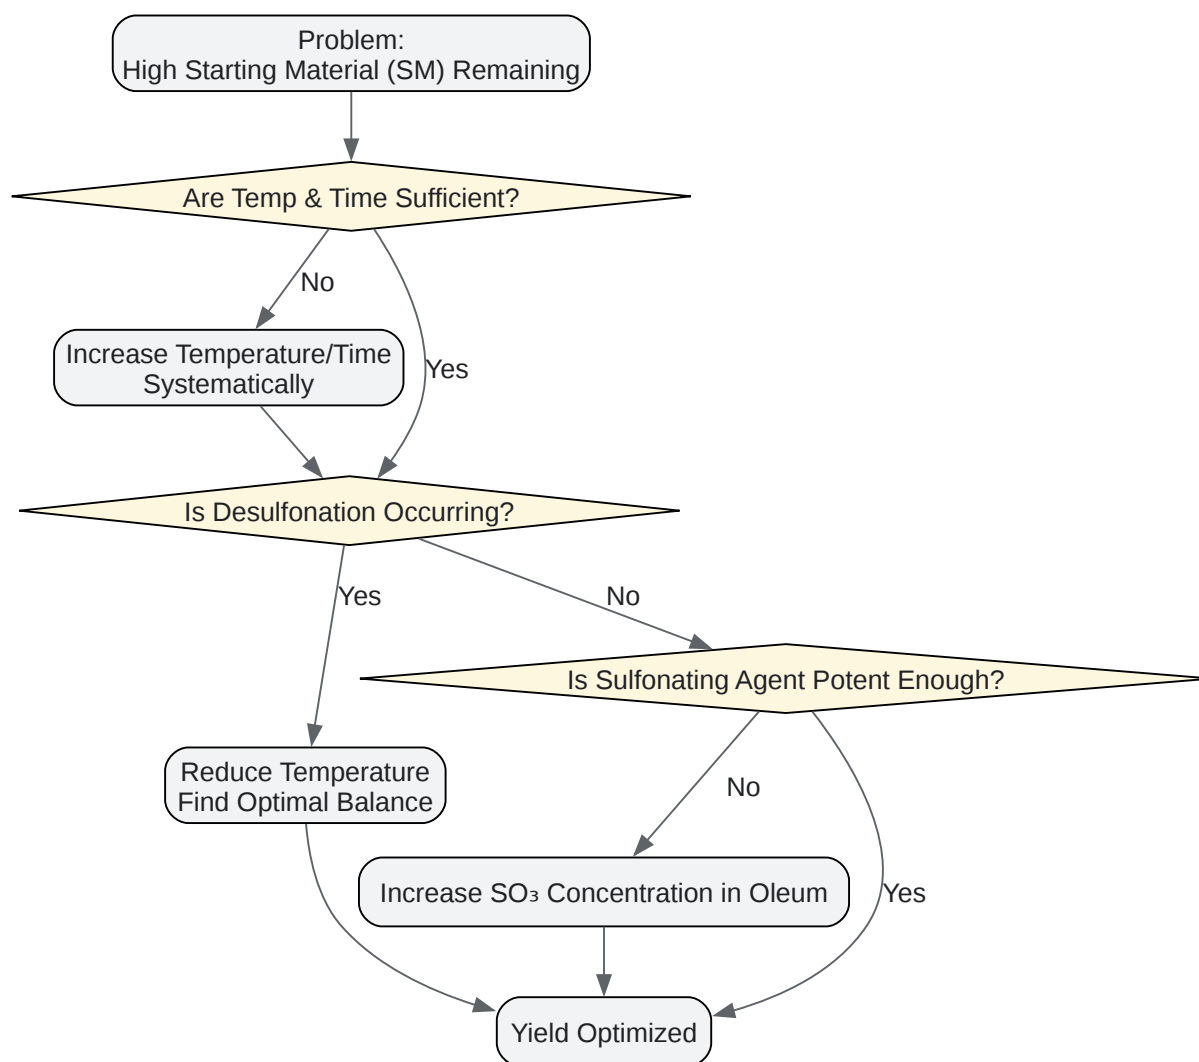 Problem:
High Starting Material (SM) Remaining
Are Temp & Time Sufficient?
No
Increase Temperature/Time
Systematically
Yes
Is Desulfonation Occurring?
Yes
No
Is Sulfonating Agent Potent Enough?
Reduce Temperature
Find Optimal Balance
No
Increase SO₃ Concentration in Oleum
Yes
Yield Optimized